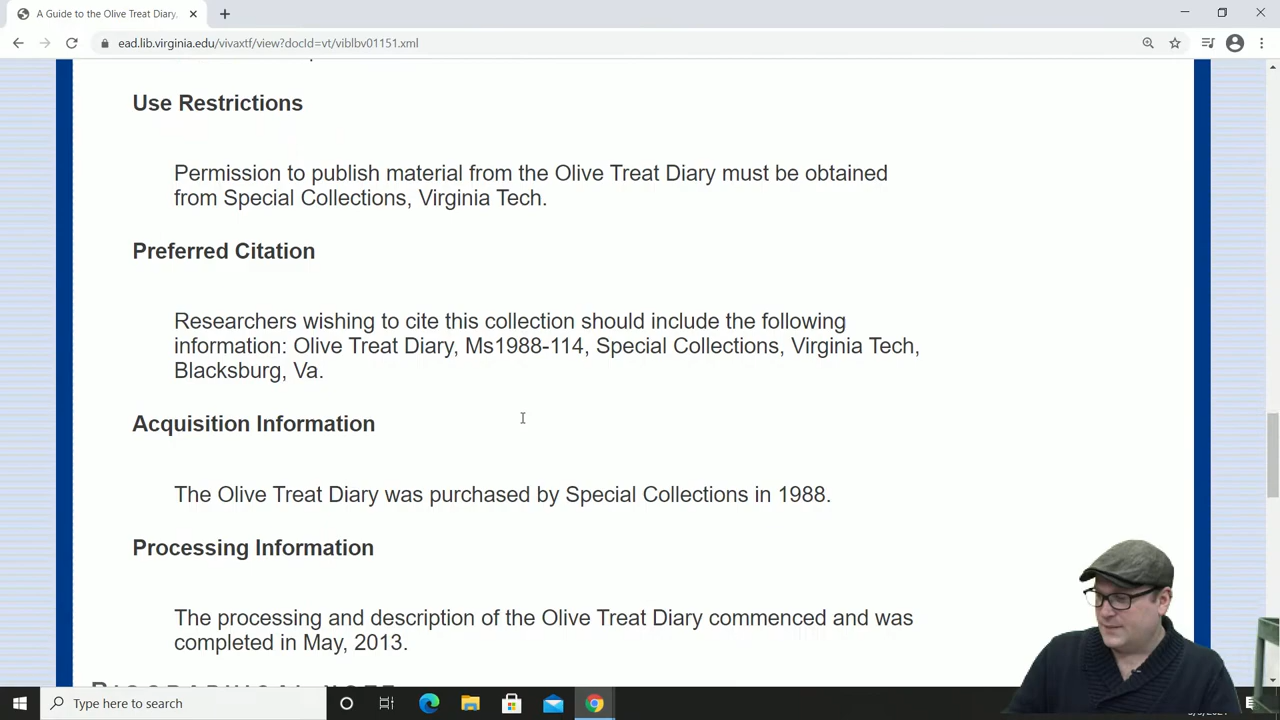 A Guide to the Olive Treat Diary,
ead.lib.virginia.edu/vivaxtf/view?docId=vt/viblbv01151.xml
Use Restrictions
Permission to publish material from the Olive Treat Diary must be obtained
from Special Collections, Virginia Tech.
Preferred Citation
Researchers wishing to cite this collection should include the following
information: Olive Treat Diary, Ms1988-114, Special Collections, Virginia Tech,
Blacksburg, Va.
Acquisition Information
The Olive Treat Diary was purchased by Special Collections in 1988.
Processing Information
The processing and description of the Olive Treat Diary commenced and was
completed in May, 2013.
Type here to search